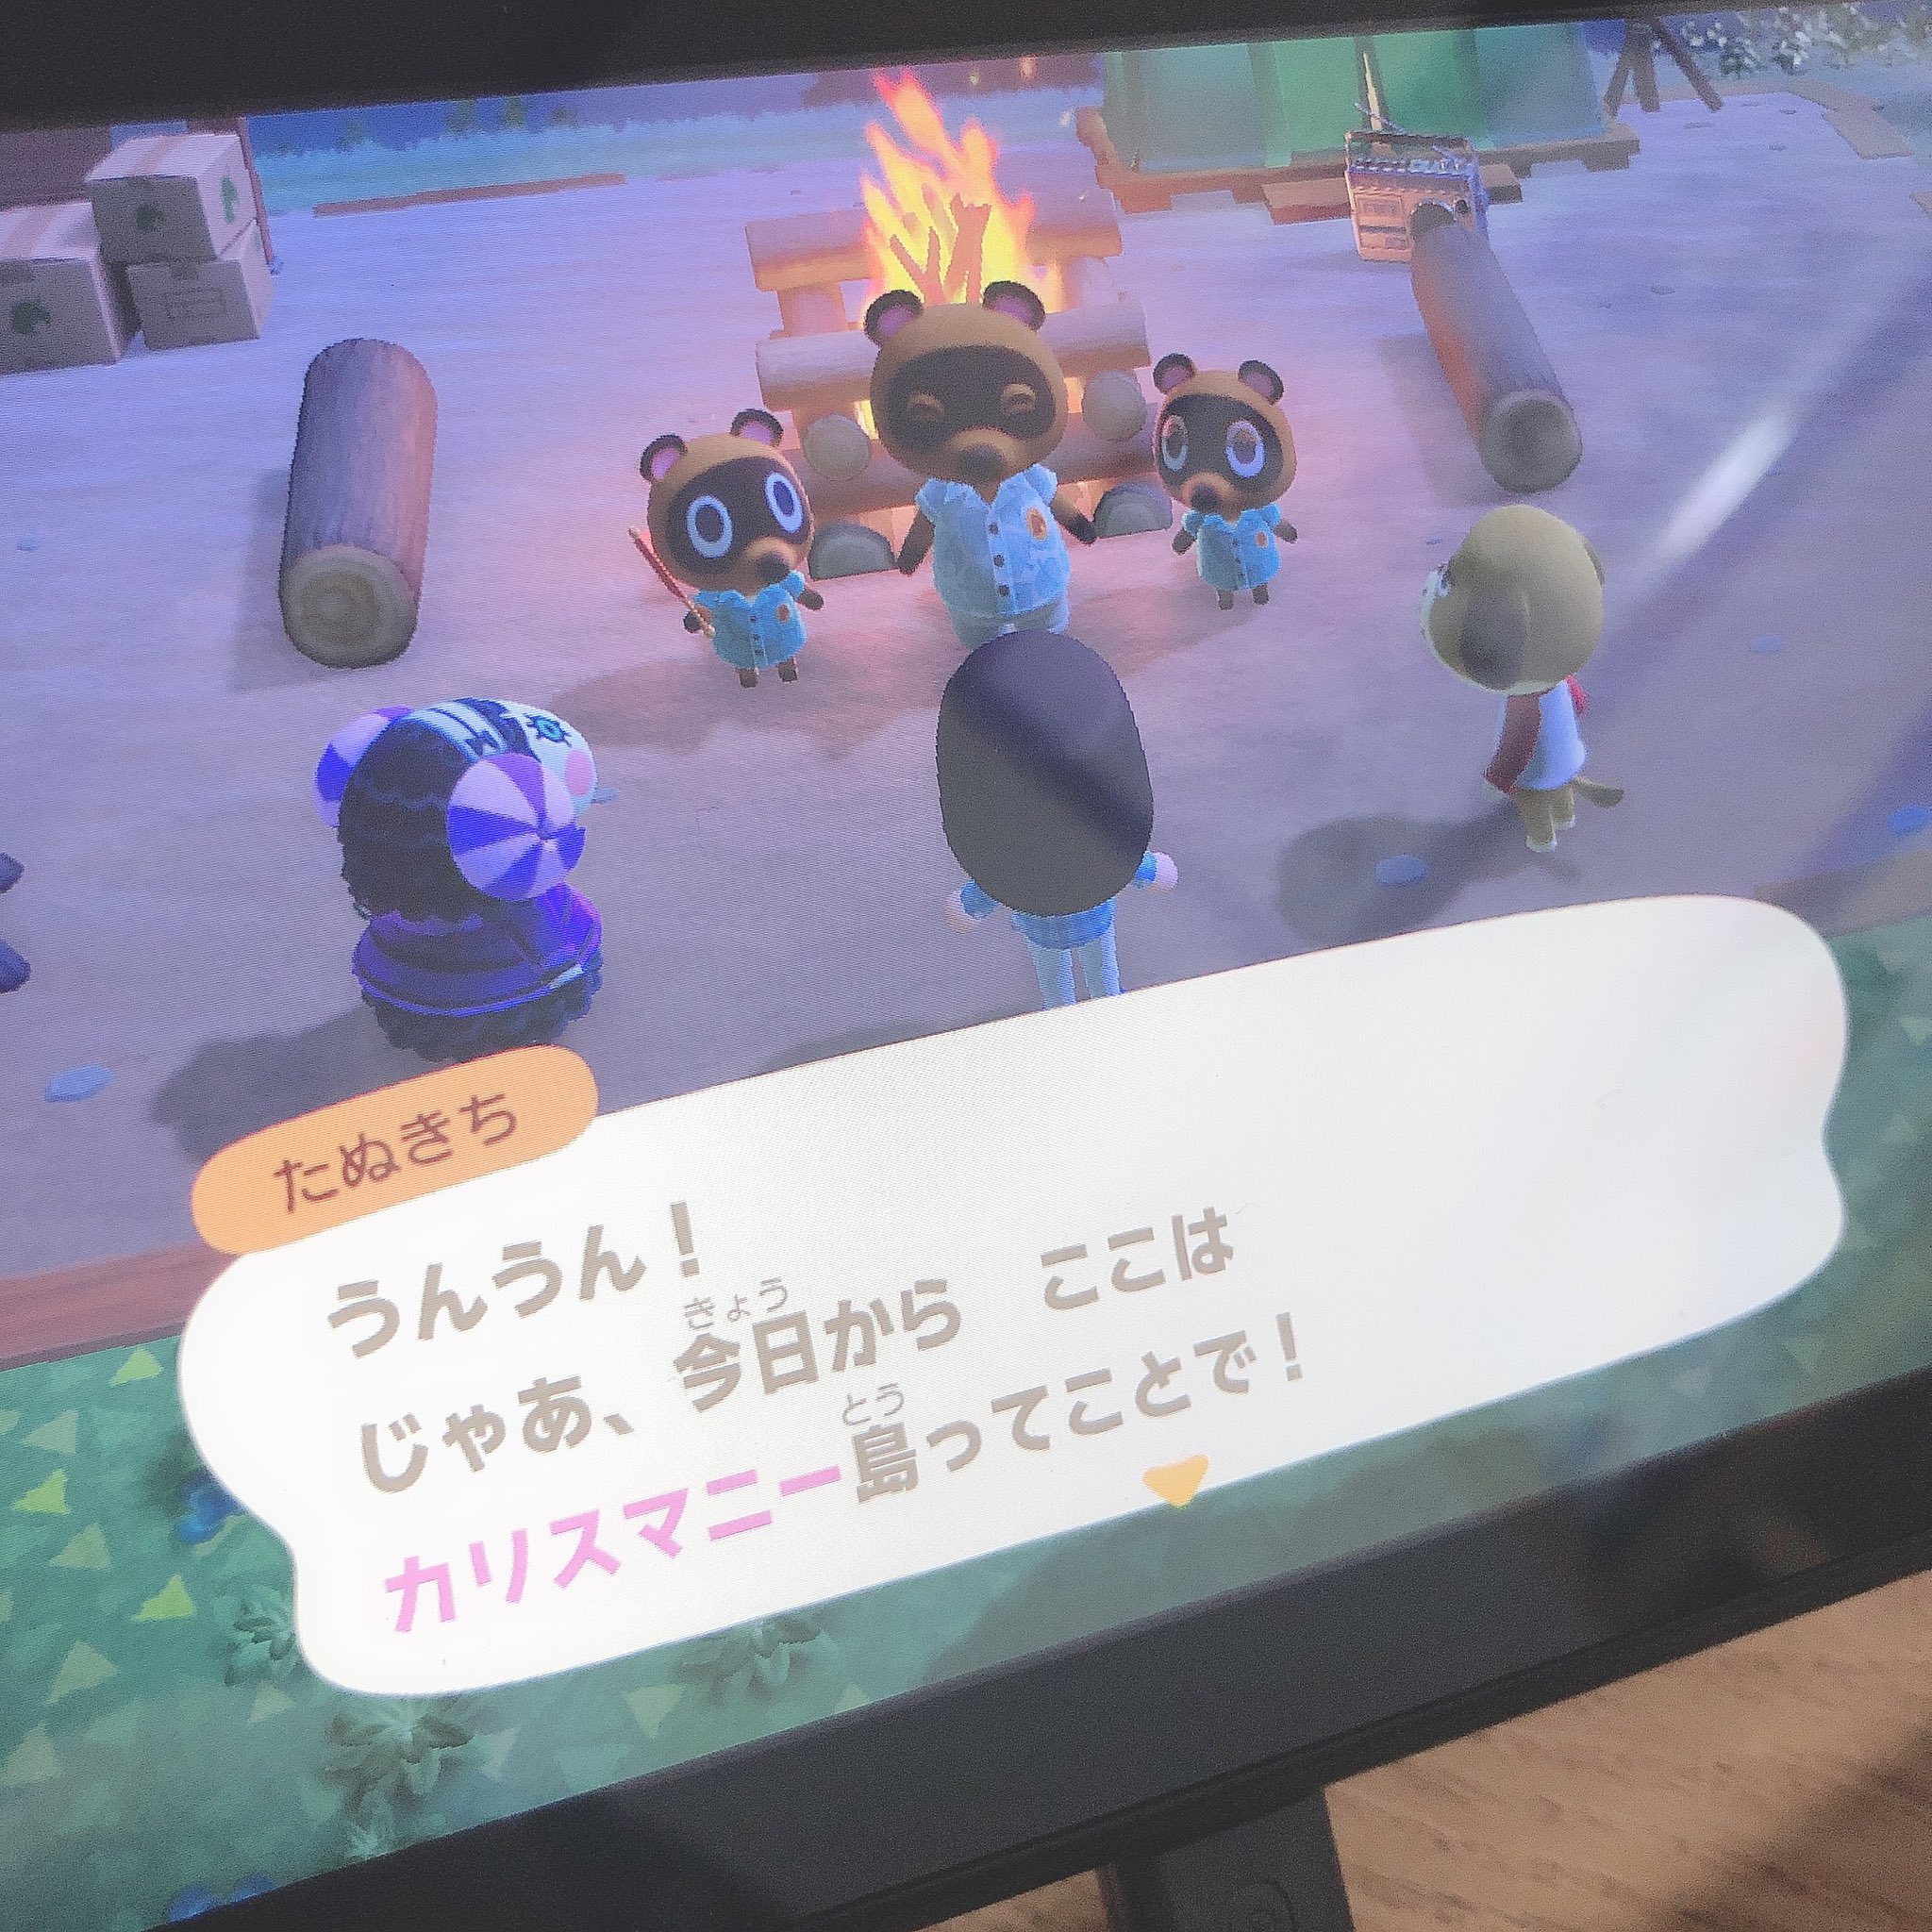 たぬきち
うんうん！
じゃあ、今日から　ここは
カリスマニー島ってことで！